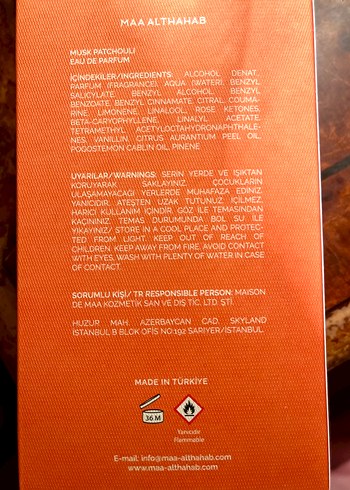 MAA ALTHAHAB
MUSK PATCHOULI
EAU DE PARFUM
İÇİNDEKİLER/INGREDIENTS: ALCOHOL DENAT,
PARFUM (FRAGRANCE), AQUA (WATER), BENZYL
SALICYLATE, BENZYL ALCOHOL, BENZYL
BENZOATE, BENZYL CINNAMATE, CITRAL, COUMA-
RINE, LIMONENE, LINALOOL, ROSE KETONES,
BETA-CARYOPHYLLENE, LINALYL ACETATE,
TETRAMETHYL ACETYLOCTAHYDRONAPHTHALE-
NES, VANILLIN, CITRUS AURANTIUM PEEL OIL,
POGOSTEMON CABLIN OIL, PINENE
UYARILAR/WARNINGS: SERİN YERDE VE IŞIKTAN
KORUYARAK SAKLAYINIZ. ÇOCUKLARIN
ULAŞAMAYACAĞI YERLERDE MUHAFAZA EDİNİZ.
YANICIDIR. ATEŞTEN UZAK TUTUNUZ. İÇİLMEZ.
HARİCİ KULLANIM İÇİNDİR. GÖZ İLE TEMASINDAN
KAÇININIZ. TEMAS DURUMUNDA BOL SU İLE
YIKAYINIZ/ STORE IN A COOL PLACE AND PROTEC-
TED FROM LIGHT. KEEP OUT OF REACH OF
CHILDREN. KEEP AWAY FROM FIRE. AVOID CONTACT
WITH EYES, WASH WITH PLENTY OF WATER IN CASE
OF CONTACT.
SORUMLU KİŞİ/ TR RESPONSIBLE PERSON: MAISON
DE MAA KOZMETİK SAN VE DIŞ TİC. LTD. ŞTİ.
HUZUR MAH. AZERBAYCAN CAD. SKYLAND
İSTANBUL B BLOK OFİS NO:192 SARIYER/İSTANBUL.
MADE IN TÜRKİYE
36 M
Yanıcıdır
Flammable
E-mail: info@maa-althahab.com
www.maa-althahab.com